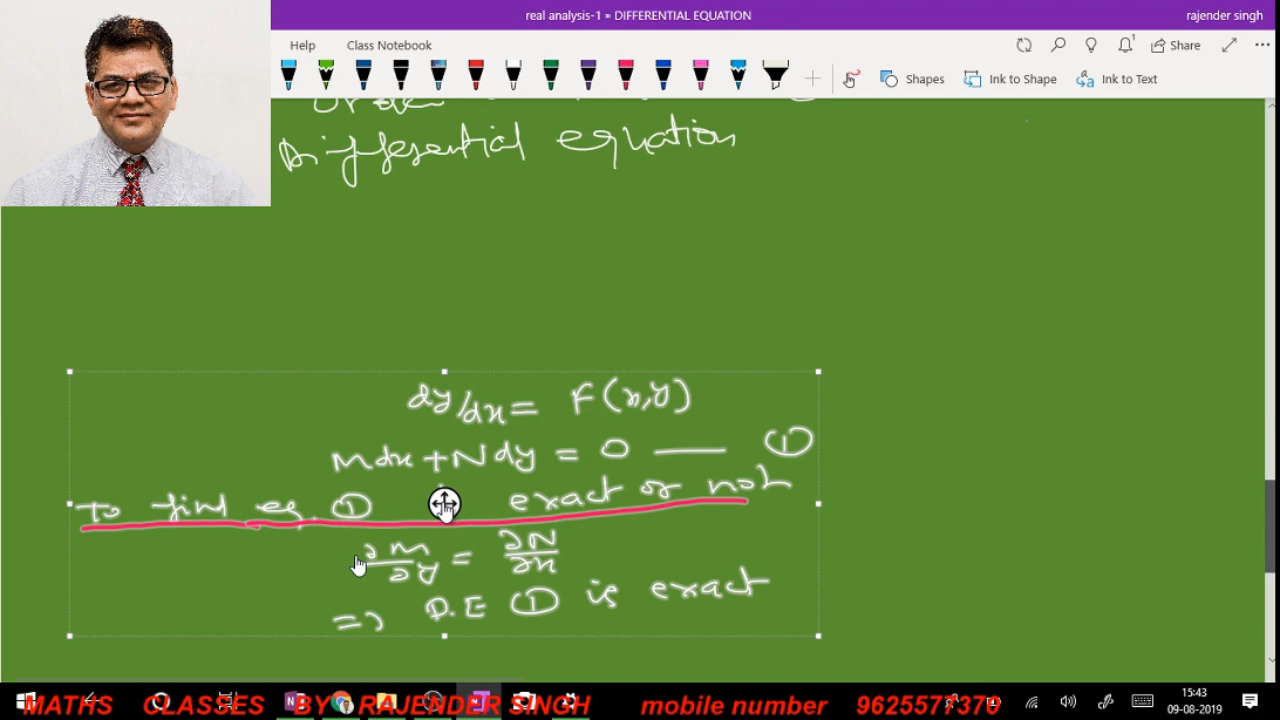 real analysis-1 » DIFFERENTIAL EQUATION
rajender singh
Help Class Notebook
Share
Shapes Ink to Shape Ink to Text
Order
Differential equation
dy/dx = F(x,y)
Mdx + Ndy = 0 — ①
To find eq. ① exact or not
∂M/∂y = ∂N/∂x
=> D.E ① is exact
15:43
09-08-2019
MATHS CLASSES BY RAJENDER SINGH mobile number 9625577370